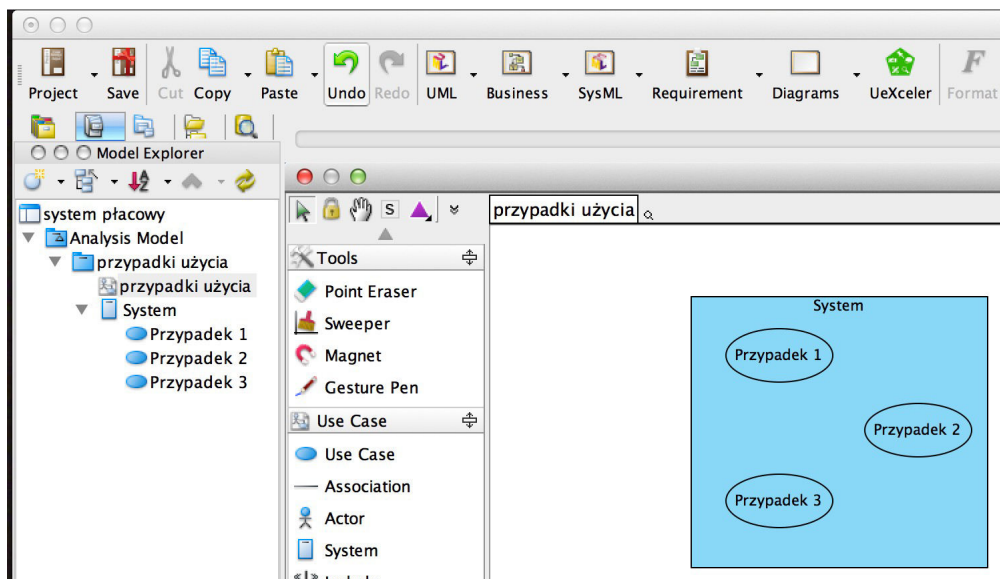 Project Save Cut Copy Paste Undo Redo UML Business SysML Requirement Diagrams UeXceler Format
Model Explorer
system płacowy
Analysis Model
przypadki użycia
przypadki użycia
System
Przypadek 1
Przypadek 2
Przypadek 3
S
przypadki użycia
Tools
Point Eraser
Sweeper
Magnet
Gesture Pen
Use Case
Use Case
Association
Actor
System
System
Przypadek 1
Przypadek 2
Przypadek 3